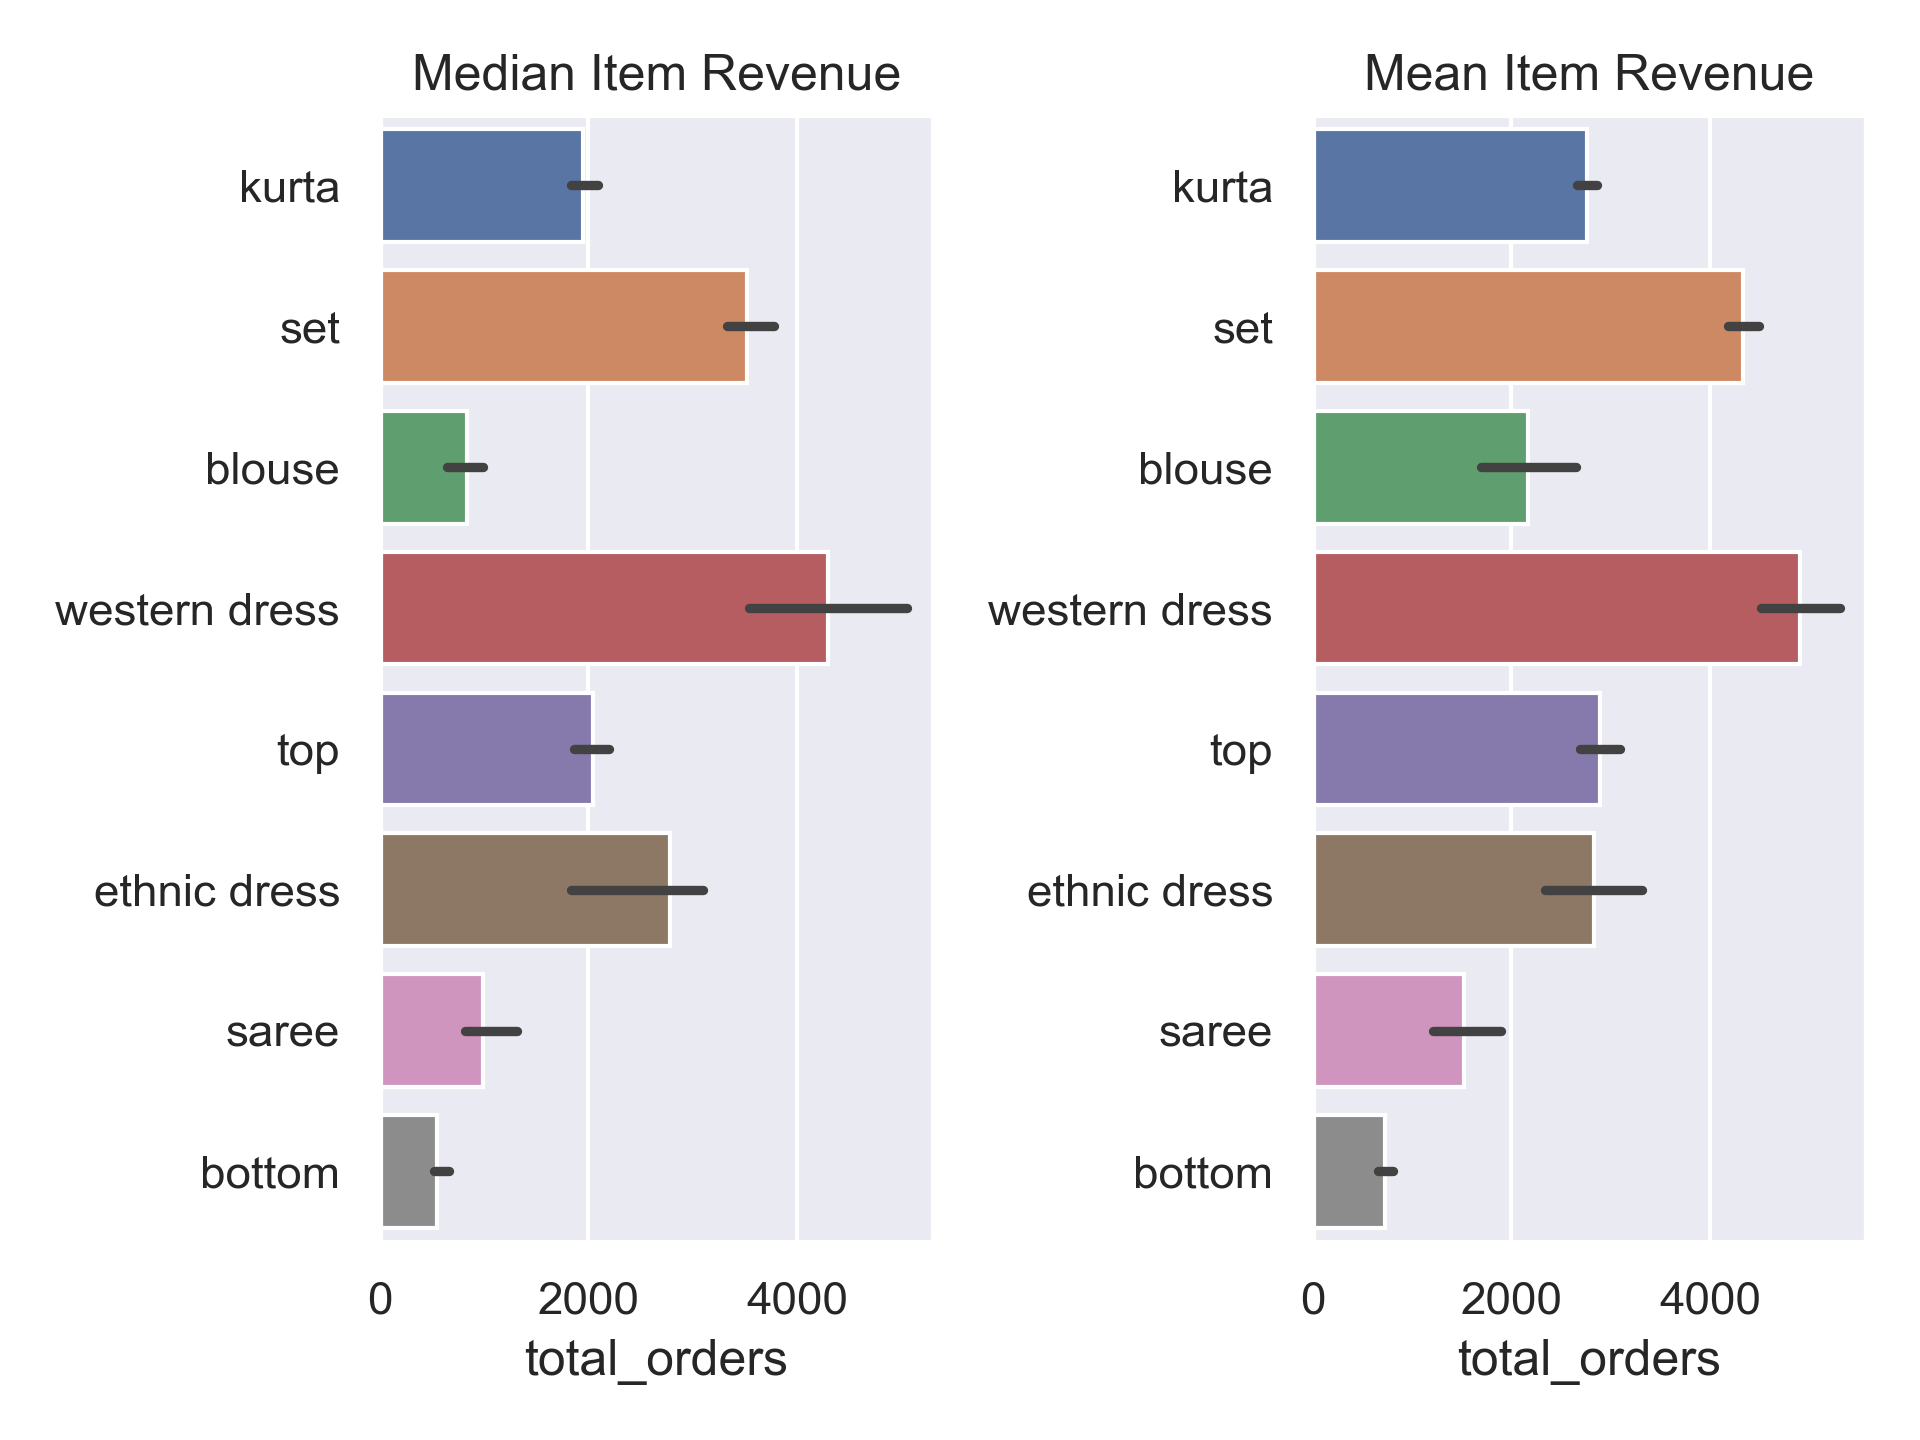 Median Item Revenue
kurta
set
blouse
western dress
top
ethnic dress
saree
bottom
0 2000 4000
total_orders
Mean Item Revenue
kurta
set
blouse
western dress
top
ethnic dress
saree
bottom
0 2000 4000
total_orders